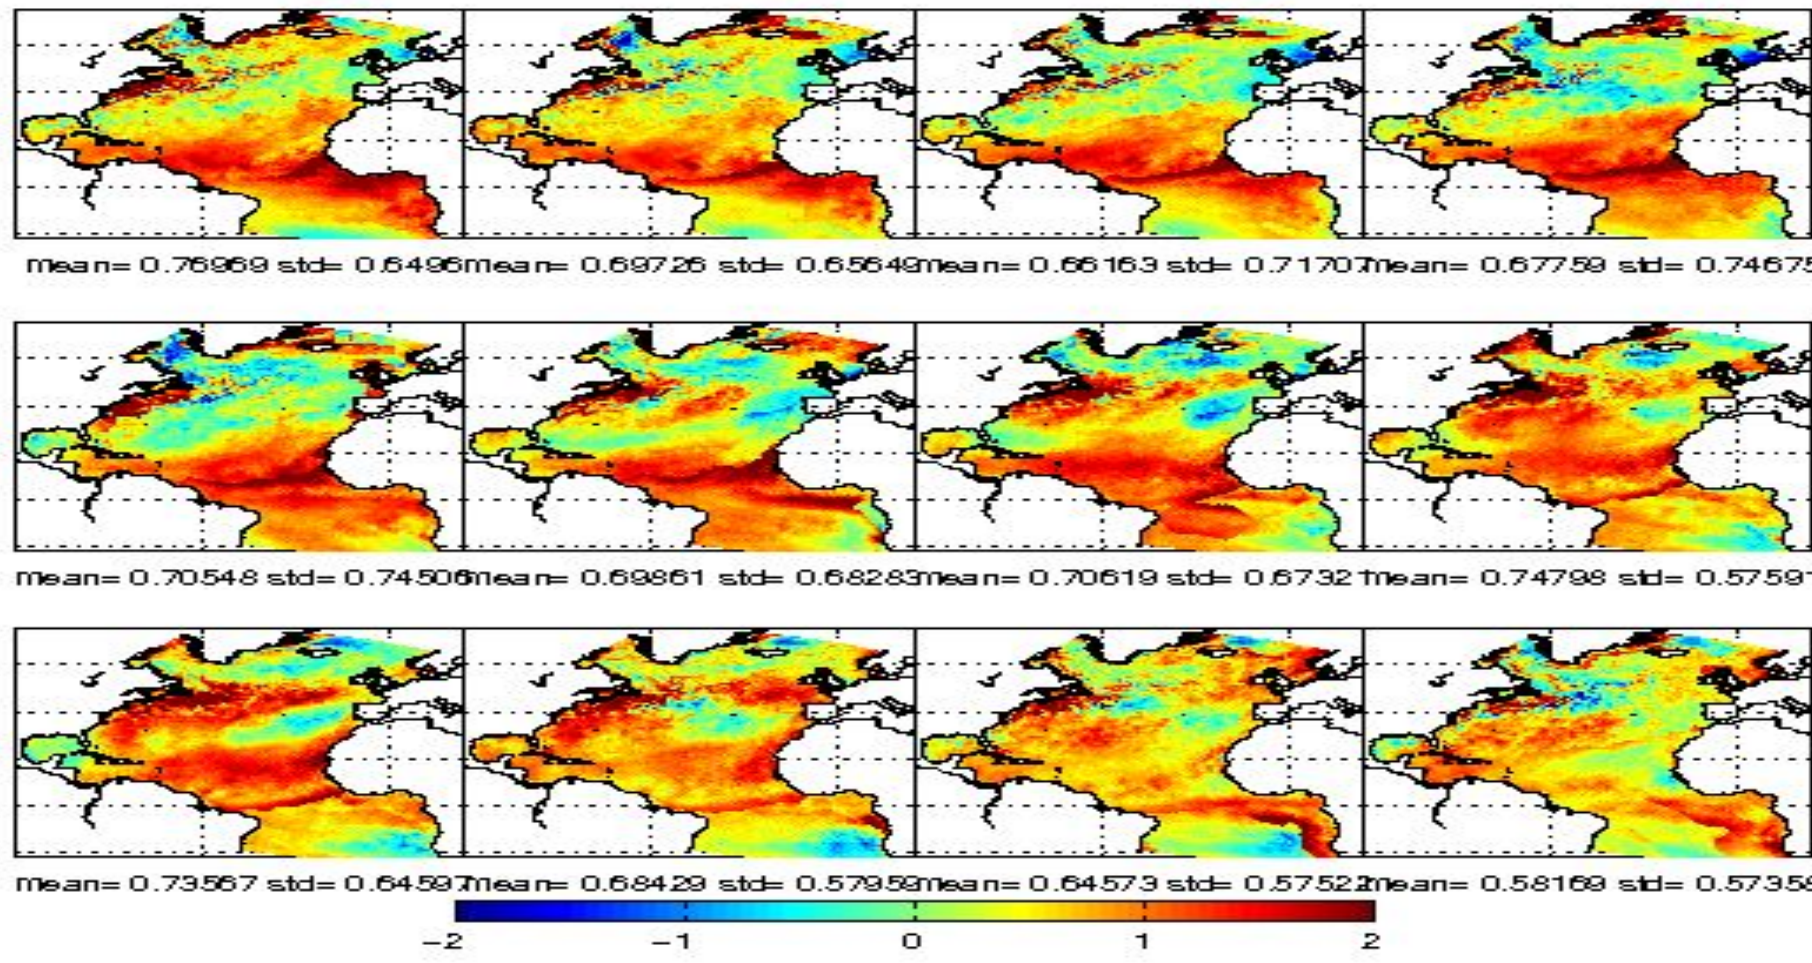 mean= 0.76969 std= 0.6496 mean= 0.69726 std= 0.65649 mean= 0.66163 std= 0.71707 mean= 0.67759 std= 0.74675
mean= 0.70548 std= 0.74506 mean= 0.69861 std= 0.68283 mean= 0.70619 std= 0.67321 mean= 0.74798 std= 0.57591
mean= 0.73567 std= 0.64597 mean= 0.68429 std= 0.57959 mean= 0.64573 std= 0.57522 mean= 0.58169 std= 0.57358
-2 -1 0 1 2